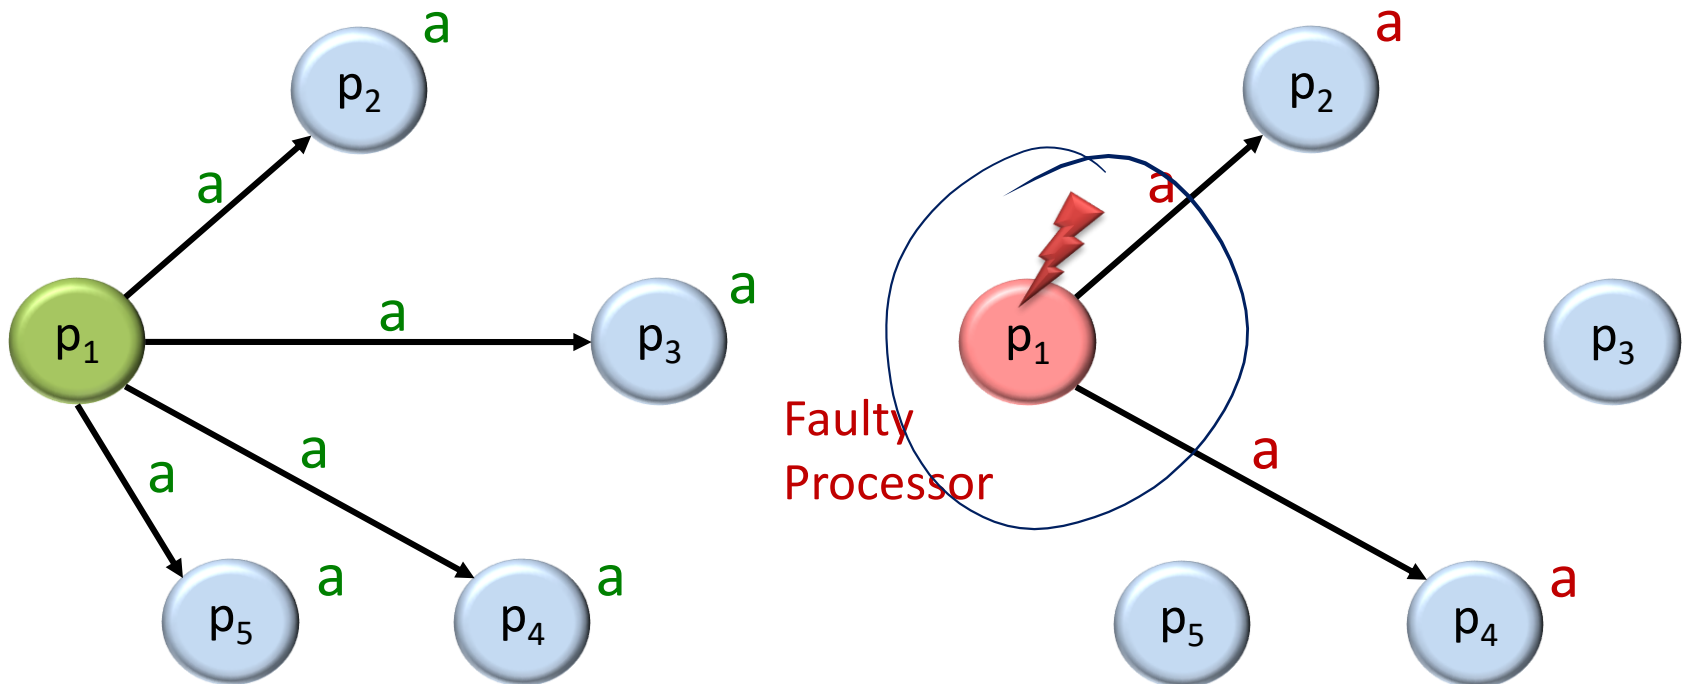 a
p₂
a
a
a
p₃
p₁
a
a
a
a
p₅
p₄
a
p₂
a
p₁
p₃
Faulty
Processor
a
a
p₅
p₄